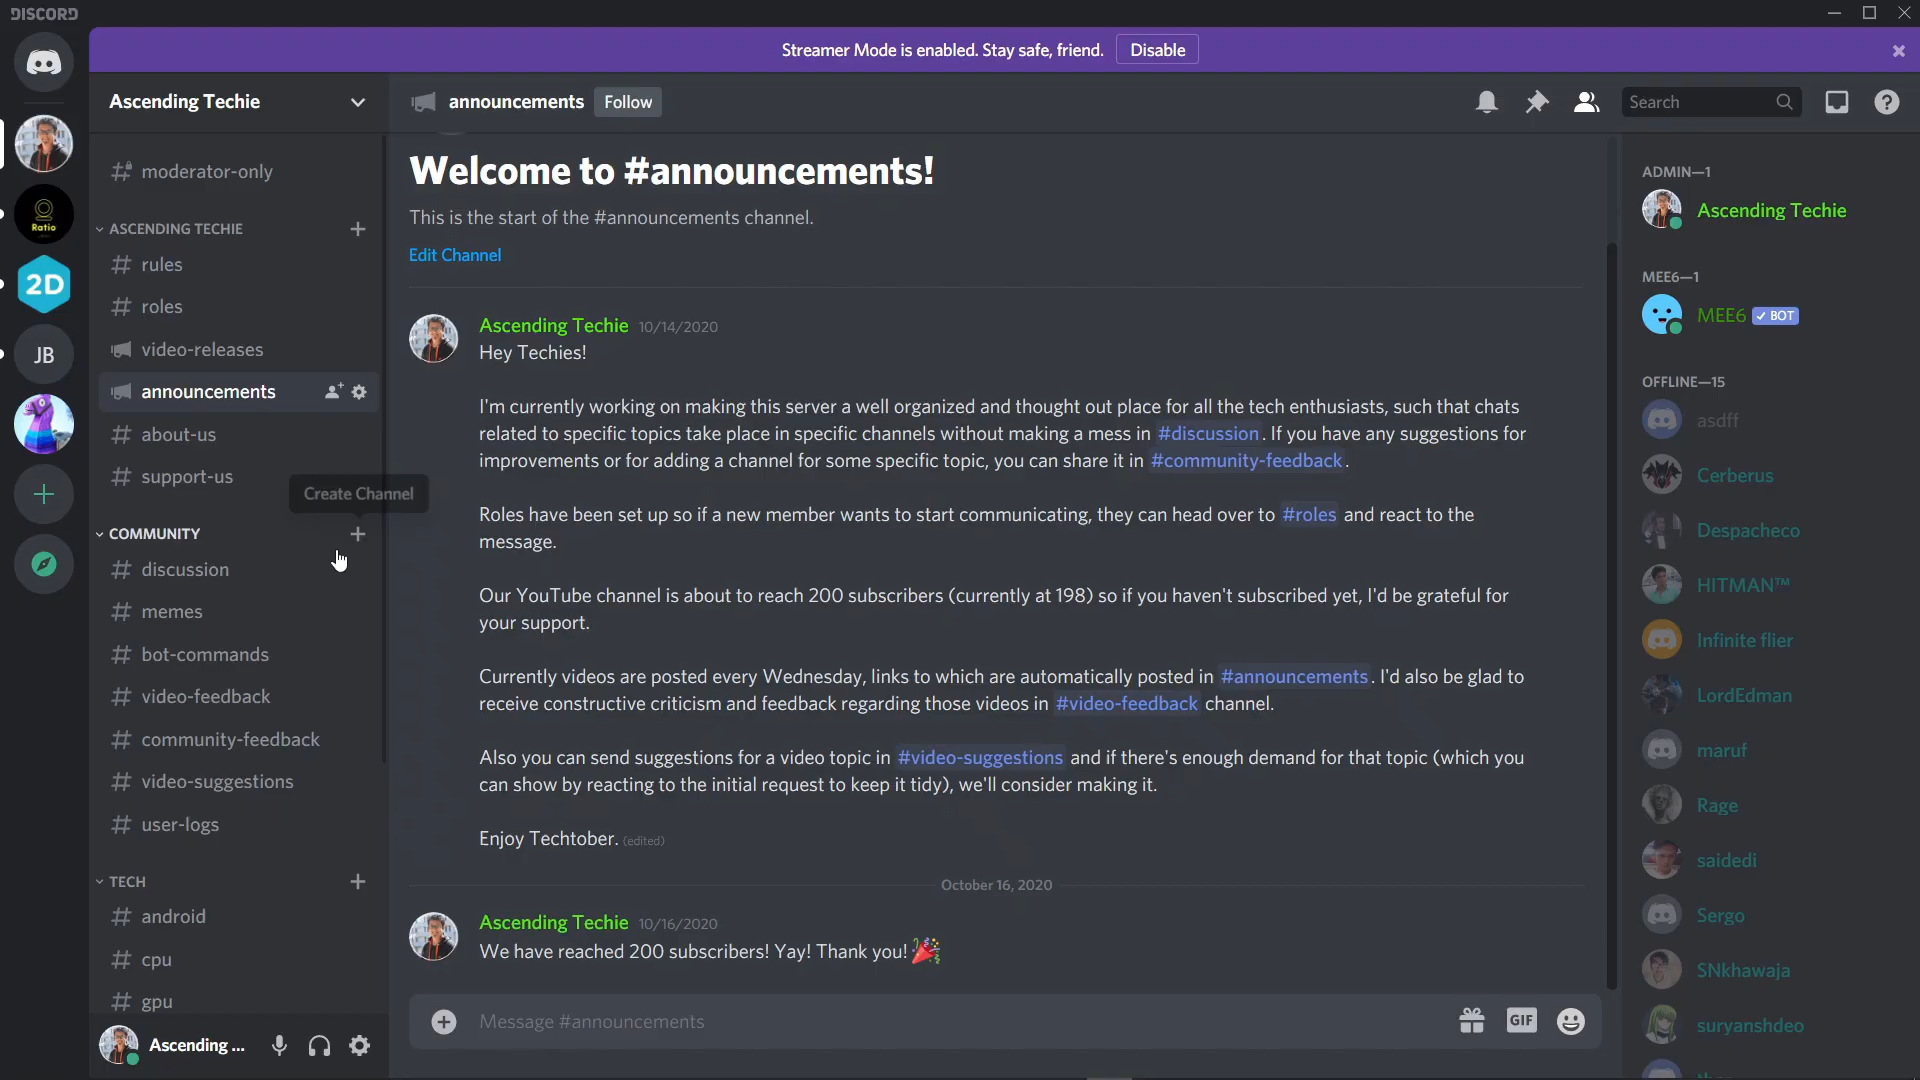 DISCORD
Streamer Mode is enabled. Stay safe, friend. Disable
Ascending Techie
announcements Follow
Search
Ratio
2D
JB
moderator-only
ASCENDING TECHIE
rules
roles
video-releases
announcements
about-us
support-us
Create Channel
COMMUNITY
discussion
memes
bot-commands
video-feedback
community-feedback
video-suggestions
user-logs
TECH
android
cpu
gpu
Ascending ...
Welcome to #announcements!
This is the start of the #announcements channel.
Edit Channel
Ascending Techie 10/14/2020
Hey Techies!
I'm currently working on making this server a well organized and thought out place for all the tech enthusiasts, such that chats
related to specific topics take place in specific channels without making a mess in #discussion. If you have any suggestions for
improvements or for adding a channel for some specific topic, you can share it in #community-feedback.
Roles have been set up so if a new member wants to start communicating, they can head over to #roles and react to the
message.
Our YouTube channel is about to reach 200 subscribers (currently at 198) so if you haven't subscribed yet, I'd be grateful for
your support.
Currently videos are posted every Wednesday, links to which are automatically posted in #announcements. I'd also be glad to
receive constructive criticism and feedback regarding those videos in #video-feedback channel.
Also you can send suggestions for a video topic in #video-suggestions and if there's enough demand for that topic (which you
can show by reacting to the initial request to keep it tidy), we'll consider making it.
Enjoy Techtober. (edited)
October 16, 2020
Ascending Techie 10/16/2020
We have reached 200 subscribers! Yay! Thank you! 🎉
Message #announcements
GIF
ADMIN—1
Ascending Techie
MEE6—1
MEE6 ✓ BOT
OFFLINE—15
asdff
Cerberus
Despacheco
HITMAN™
Infinite flier
LordEdman
maruf
Rage
saidedi
Sergo
SNkhawaja
suryanshdeo